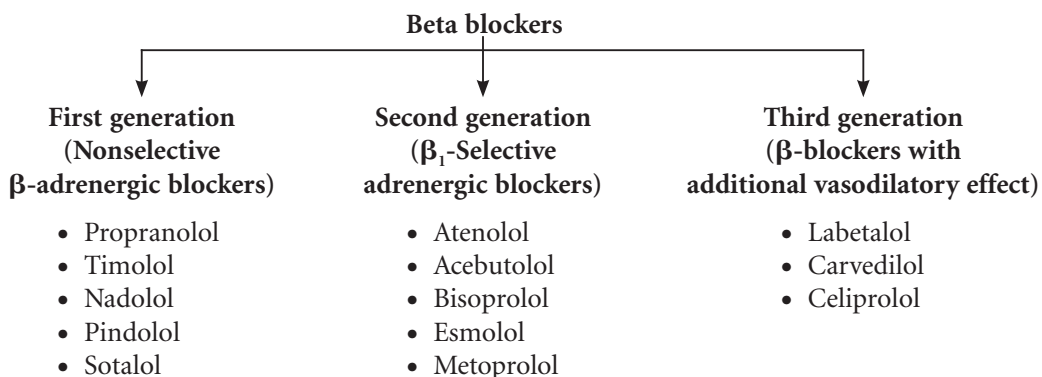 Beta blockers
First generation
(Nonselective
β-adrenergic blockers)
• Propranolol
• Timolol
• Nadolol
• Pindolol
• Sotalol
Second generation
(β₁-Selective
adrenergic blockers)
• Atenolol
• Acebutolol
• Bisoprolol
• Esmolol
• Metoprolol
Third generation
(β-blockers with
additional vasodilatory effect)
• Labetalol
• Carvedilol
• Celiprolol